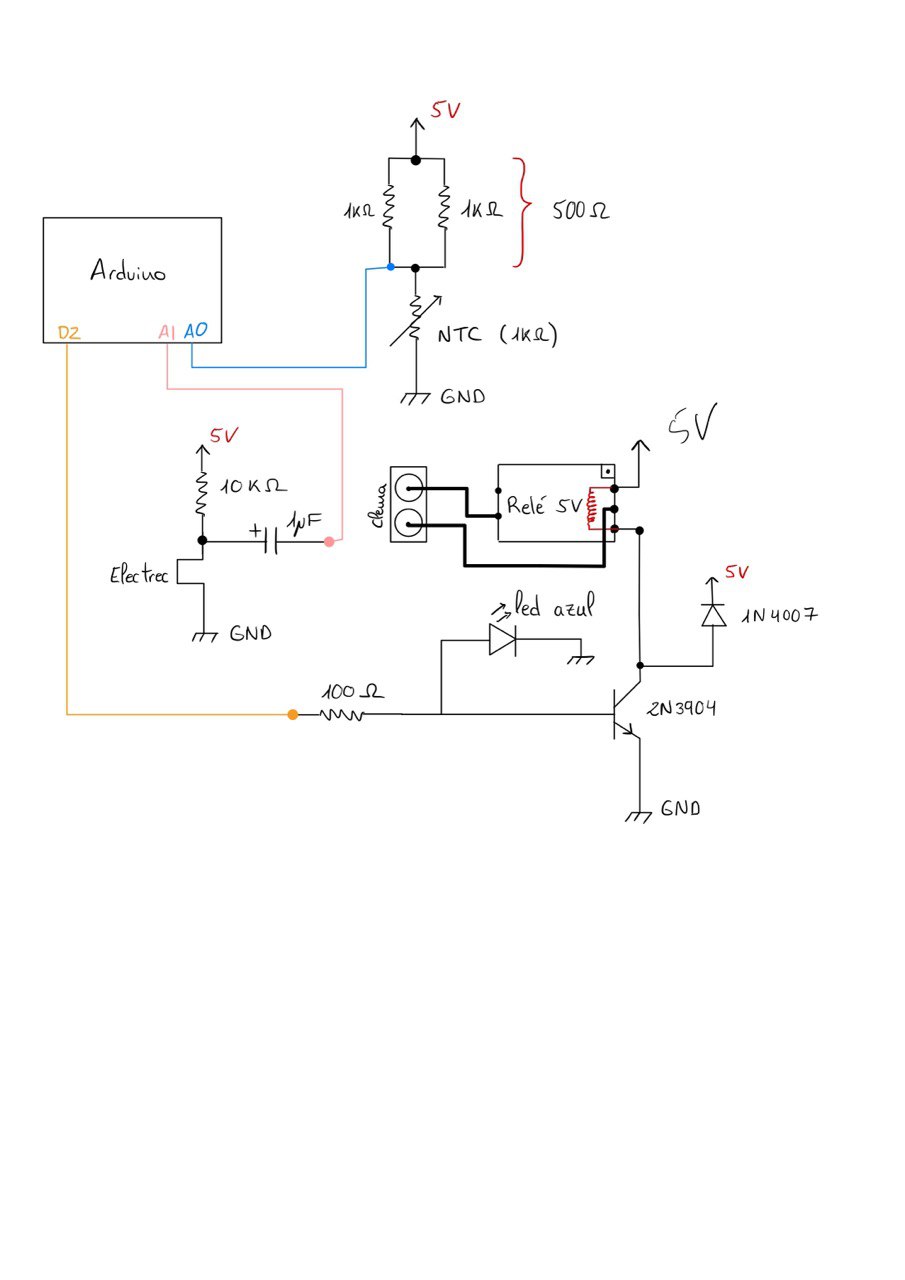 5V
1KΩ
1KΩ
500Ω
Arduino
D2
A1
A0
NTC (1KΩ)
GND
5V
10KΩ
+
1μF
Electrec
GND
5V
Clema
Relé 5V
led azul
5V
1N4007
100Ω
2N3904
GND